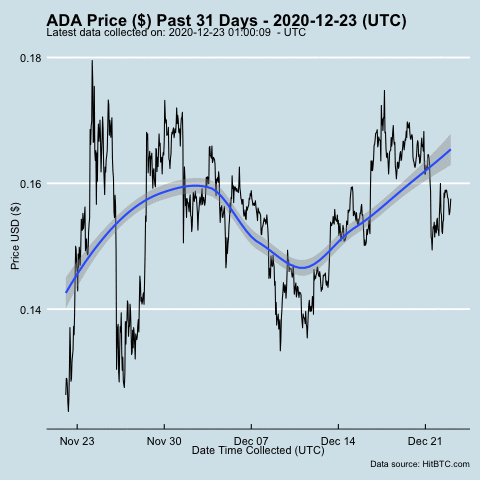 ADA Price ($) Past 31 Days - 2020-12-23 (UTC)
Latest data collected on: 2020-12-23 01:00:09  - UTC
0.18
0.16
0.14
Price USD ($)
Nov 23 Nov 30 Dec 07 Dec 14 Dec 21
Date Time Collected (UTC)
Data source: HitBTC.com